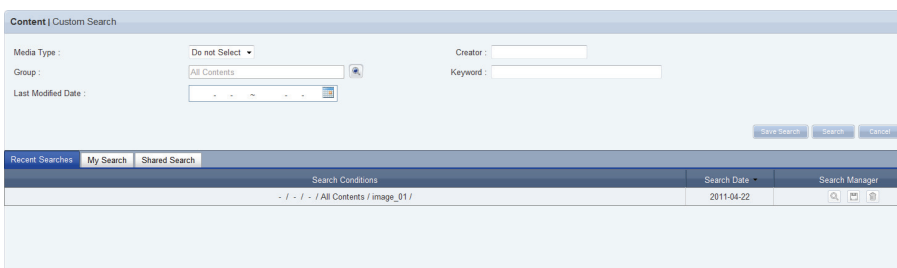 Content | Custom Search
Media Type : Do not Select Creator :
Group : All Contents Keyword :
Last Modified Date : - - ~ - -
Save Search Search Cancel
Recent Searches My Search Shared Search
Search Conditions Search Date Search Manager
- / - / - / All Contents / image_01 / 2011-04-22